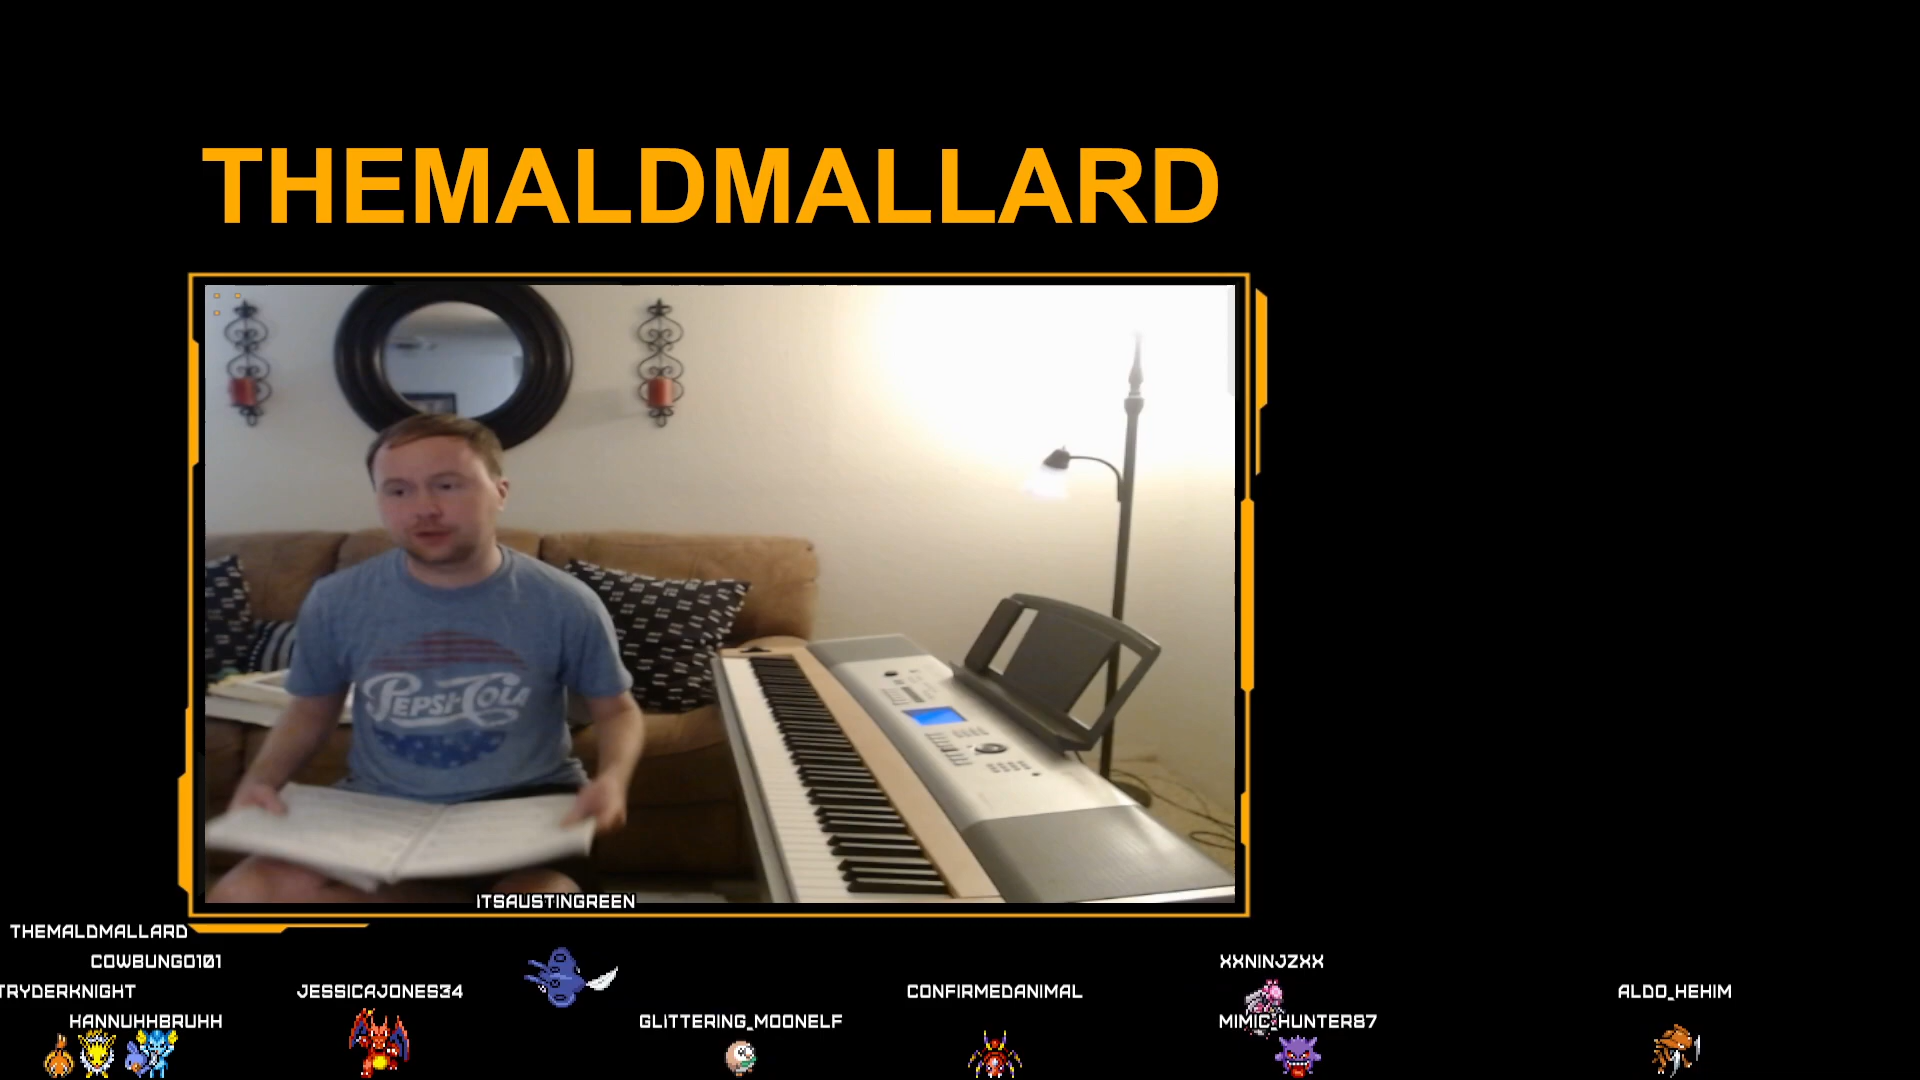 THEMALDMALLARD
PEPSI-COLA
ITSAUSTINGREEN
THEMALDMALLARD
COWBUNGO101
XXNINJZXX
TRYDERKNIGHT
JESSICAJONES34
CONFIRMEDANIMAL
ALDO_HEHIM
HANNUHHBRUHH
GLITTERING_MOONELF
MIMIC_HUNTER87